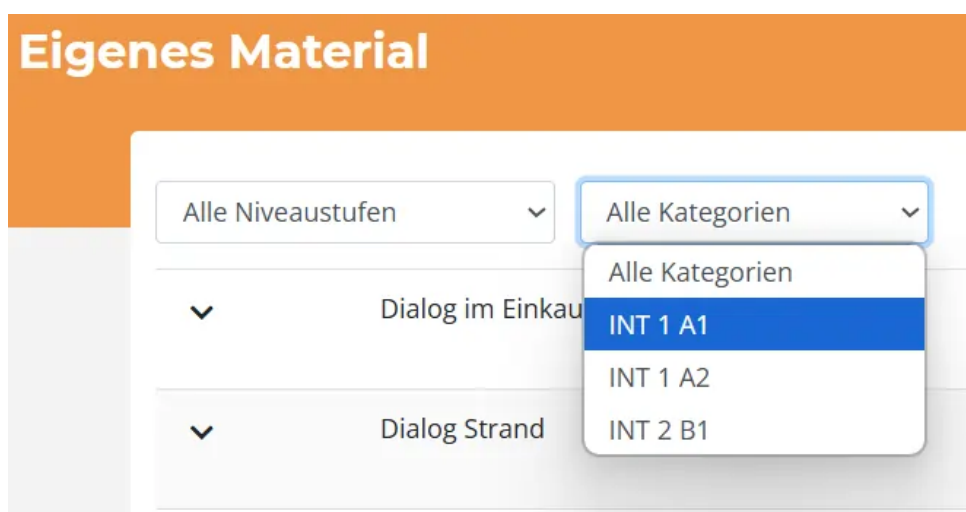 Eigenes Material
Alle Niveaustufen
Alle Kategorien
Alle Kategorien
INT 1 A1
INT 1 A2
INT 2 B1
Dialog im Einkau
Dialog Strand